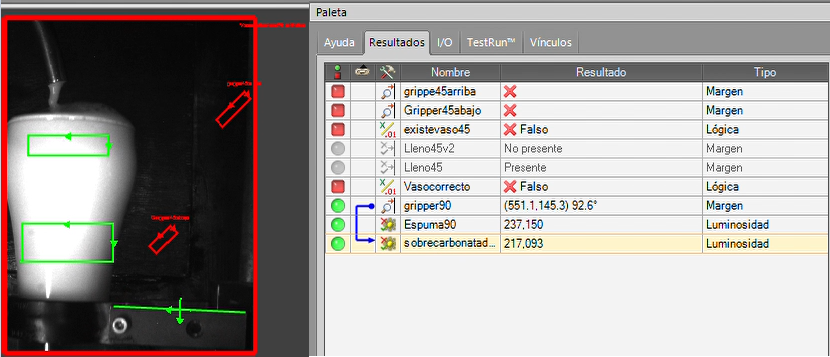 Paleta
Ayuda Resultados I/O TestRun™ Vínculos
Nombre Resultado Tipo
grippe45arriba Margen
Gripper45abajo Margen
existevaso45 Falso Lógica
Lleno45v2 No presente Margen
Lleno45 Presente Margen
Vasocorrecto Falso Lógica
gripper90 (551.1,145.3) 92.6° Margen
Espuma90 237,150 Luminosidad
sobrecarbonatad... 217,093 Luminosidad